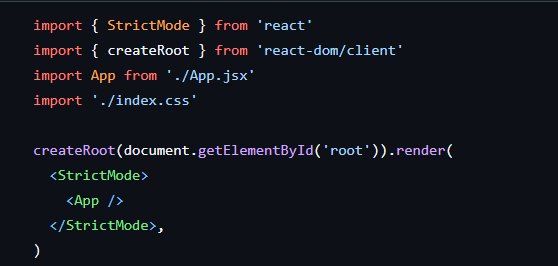 import { StrictMode } from 'react'
import { createRoot } from 'react-dom/client'
import App from './App.jsx'
import './index.css'

createRoot(document.getElementById('root')).render(
  <StrictMode>
    <App />
  </StrictMode>,
)